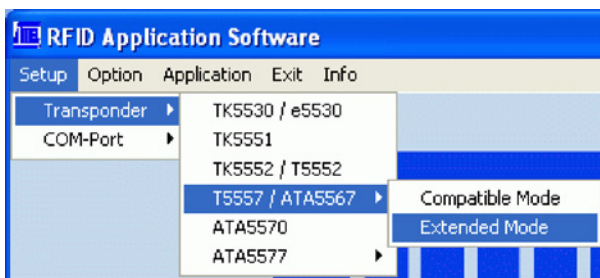 RFID Application Software
Setup Option Application Exit Info
Transponder
COM-Port
TK5530 / e5530
TK5551
TK5552 / T5552
T5557 / ATA5567
ATA5570
ATA5577
Compatible Mode
Extended Mode